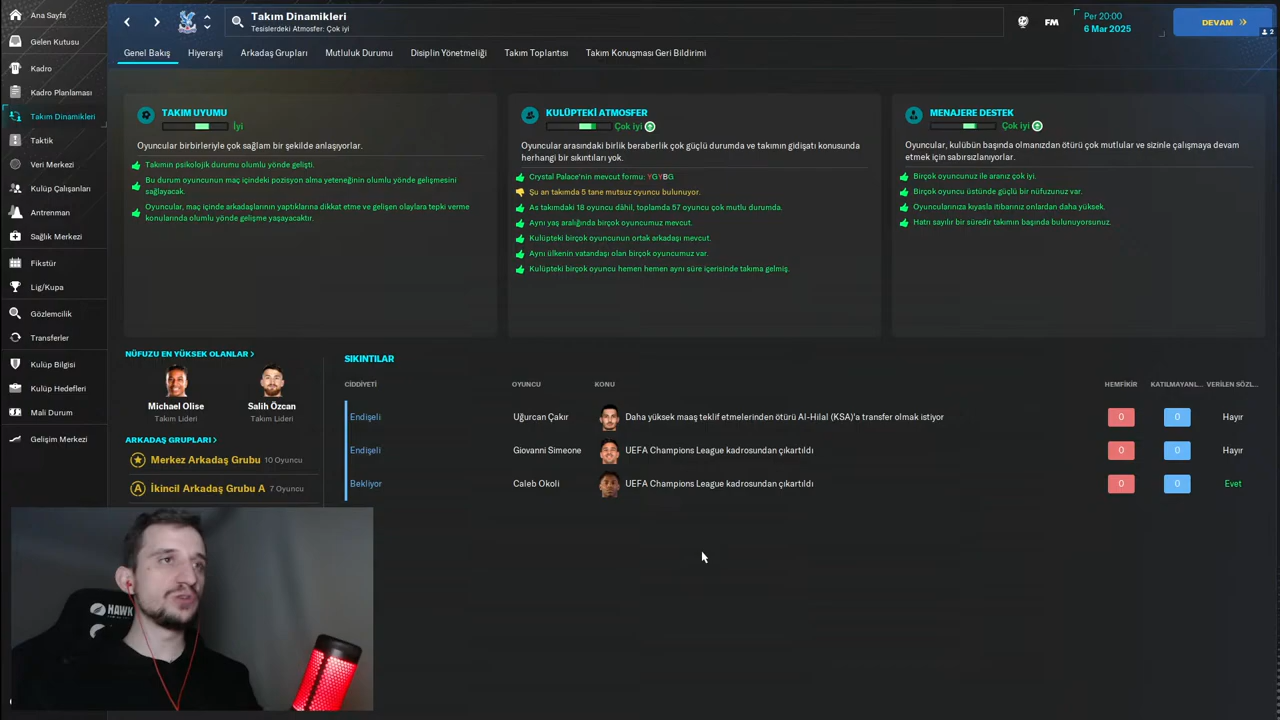 Ana Sayfa
Gelen Kutusu
Kadro
Kadro Planlaması
Takım Dinamikleri
Taktik
Veri Merkezi
Kulüp Çalışanları
Antrenman
Sağlık Merkezi
Fikstür
Lig/Kupa
Gözlemcilik
Transferler
Kulüp Bilgisi
Kulüp Hedefleri
Mali Durum
Gelişim Merkezi
Takım Dinamikleri
Tesislerdeki Atmosfer: Çok iyi
FM
Per 20:00
6 Mar 2025
DEVAM
2
Genel Bakış Hiyerarşi Arkadaş Grupları Mutluluk Durumu Disiplin Yönetmeliği Takım Toplantısı Takım Konuşması Geri Bildirimi
TAKIM UYUMU
İyi
Oyuncular birbirleriyle çok sağlam bir şekilde anlaşıyorlar.
Takımın psikolojik durumu olumlu yönde gelişti.
Bu durum oyuncunun maç içindeki pozisyon alma yeteneğinin olumlu yönde gelişmesini
sağlayacak.
Oyuncular, maç içinde arkadaşlarının yaptıklarına dikkat etme ve gelişen olaylara tepki verme
konularında olumlu yönde gelişme yaşayacaktır.
KULÜPTEKİ ATMOSFER
Çok iyi
Oyuncular arasındaki birlik beraberlik çok güçlü durumda ve takımın gidişatı konusunda
herhangi bir sıkıntıları yok.
Crystal Palace'nin mevcut formu: YGYBG
Şu an takımda 5 tane mutsuz oyuncu bulunuyor.
As takımdaki 18 oyuncu dâhil, toplamda 57 oyuncu çok mutlu durumda.
Aynı yaş aralığında birçok oyuncumuz mevcut.
Kulüpteki birçok oyuncunun ortak arkadaşı mevcut.
Aynı ülkenin vatandaşı olan birçok oyuncumuz var.
Kulüpteki birçok oyuncu hemen hemen aynı süre içerisinde takıma gelmiş.
MENAJERE DESTEK
Çok iyi
Oyuncular, kulübün başında olmanızdan ötürü çok mutlular ve sizinle çalışmaya devam
etmek için sabırsızlanıyorlar.
Birçok oyuncunuz ile aranız çok iyi.
Birçok oyuncu üstünde güçlü bir nüfuzunuz var.
Oyuncularınıza kıyasla itibarınız onlardan daha yüksek.
Hatrı sayılır bir süredir takımın başında bulunuyorsunuz.
NÜFUZU EN YÜKSEK OLANLAR >
Michael Olise
Takım Lideri
Salih Özcan
Takım Lideri
ARKADAŞ GRUPLARI >
Merkez Arkadaş Grubu 10 Oyuncu
A İkincil Arkadaş Grubu A 7 Oyuncu
SIKINTILAR
CİDDİYETİ OYUNCU KONU HEMFİKİR KATILMAYANL... VERİLEN SÖZL...
Endişeli Uğurcan Çakır Daha yüksek maaş teklif etmelerinden ötürü Al-Hilal (KSA)'a transfer olmak istiyor 0 0 Hayır
Endişeli Giovanni Simeone UEFA Champions League kadrosundan çıkartıldı 0 0 Hayır
Bekliyor Caleb Okoli UEFA Champions League kadrosundan çıkartıldı 0 0 Evet
HAWK